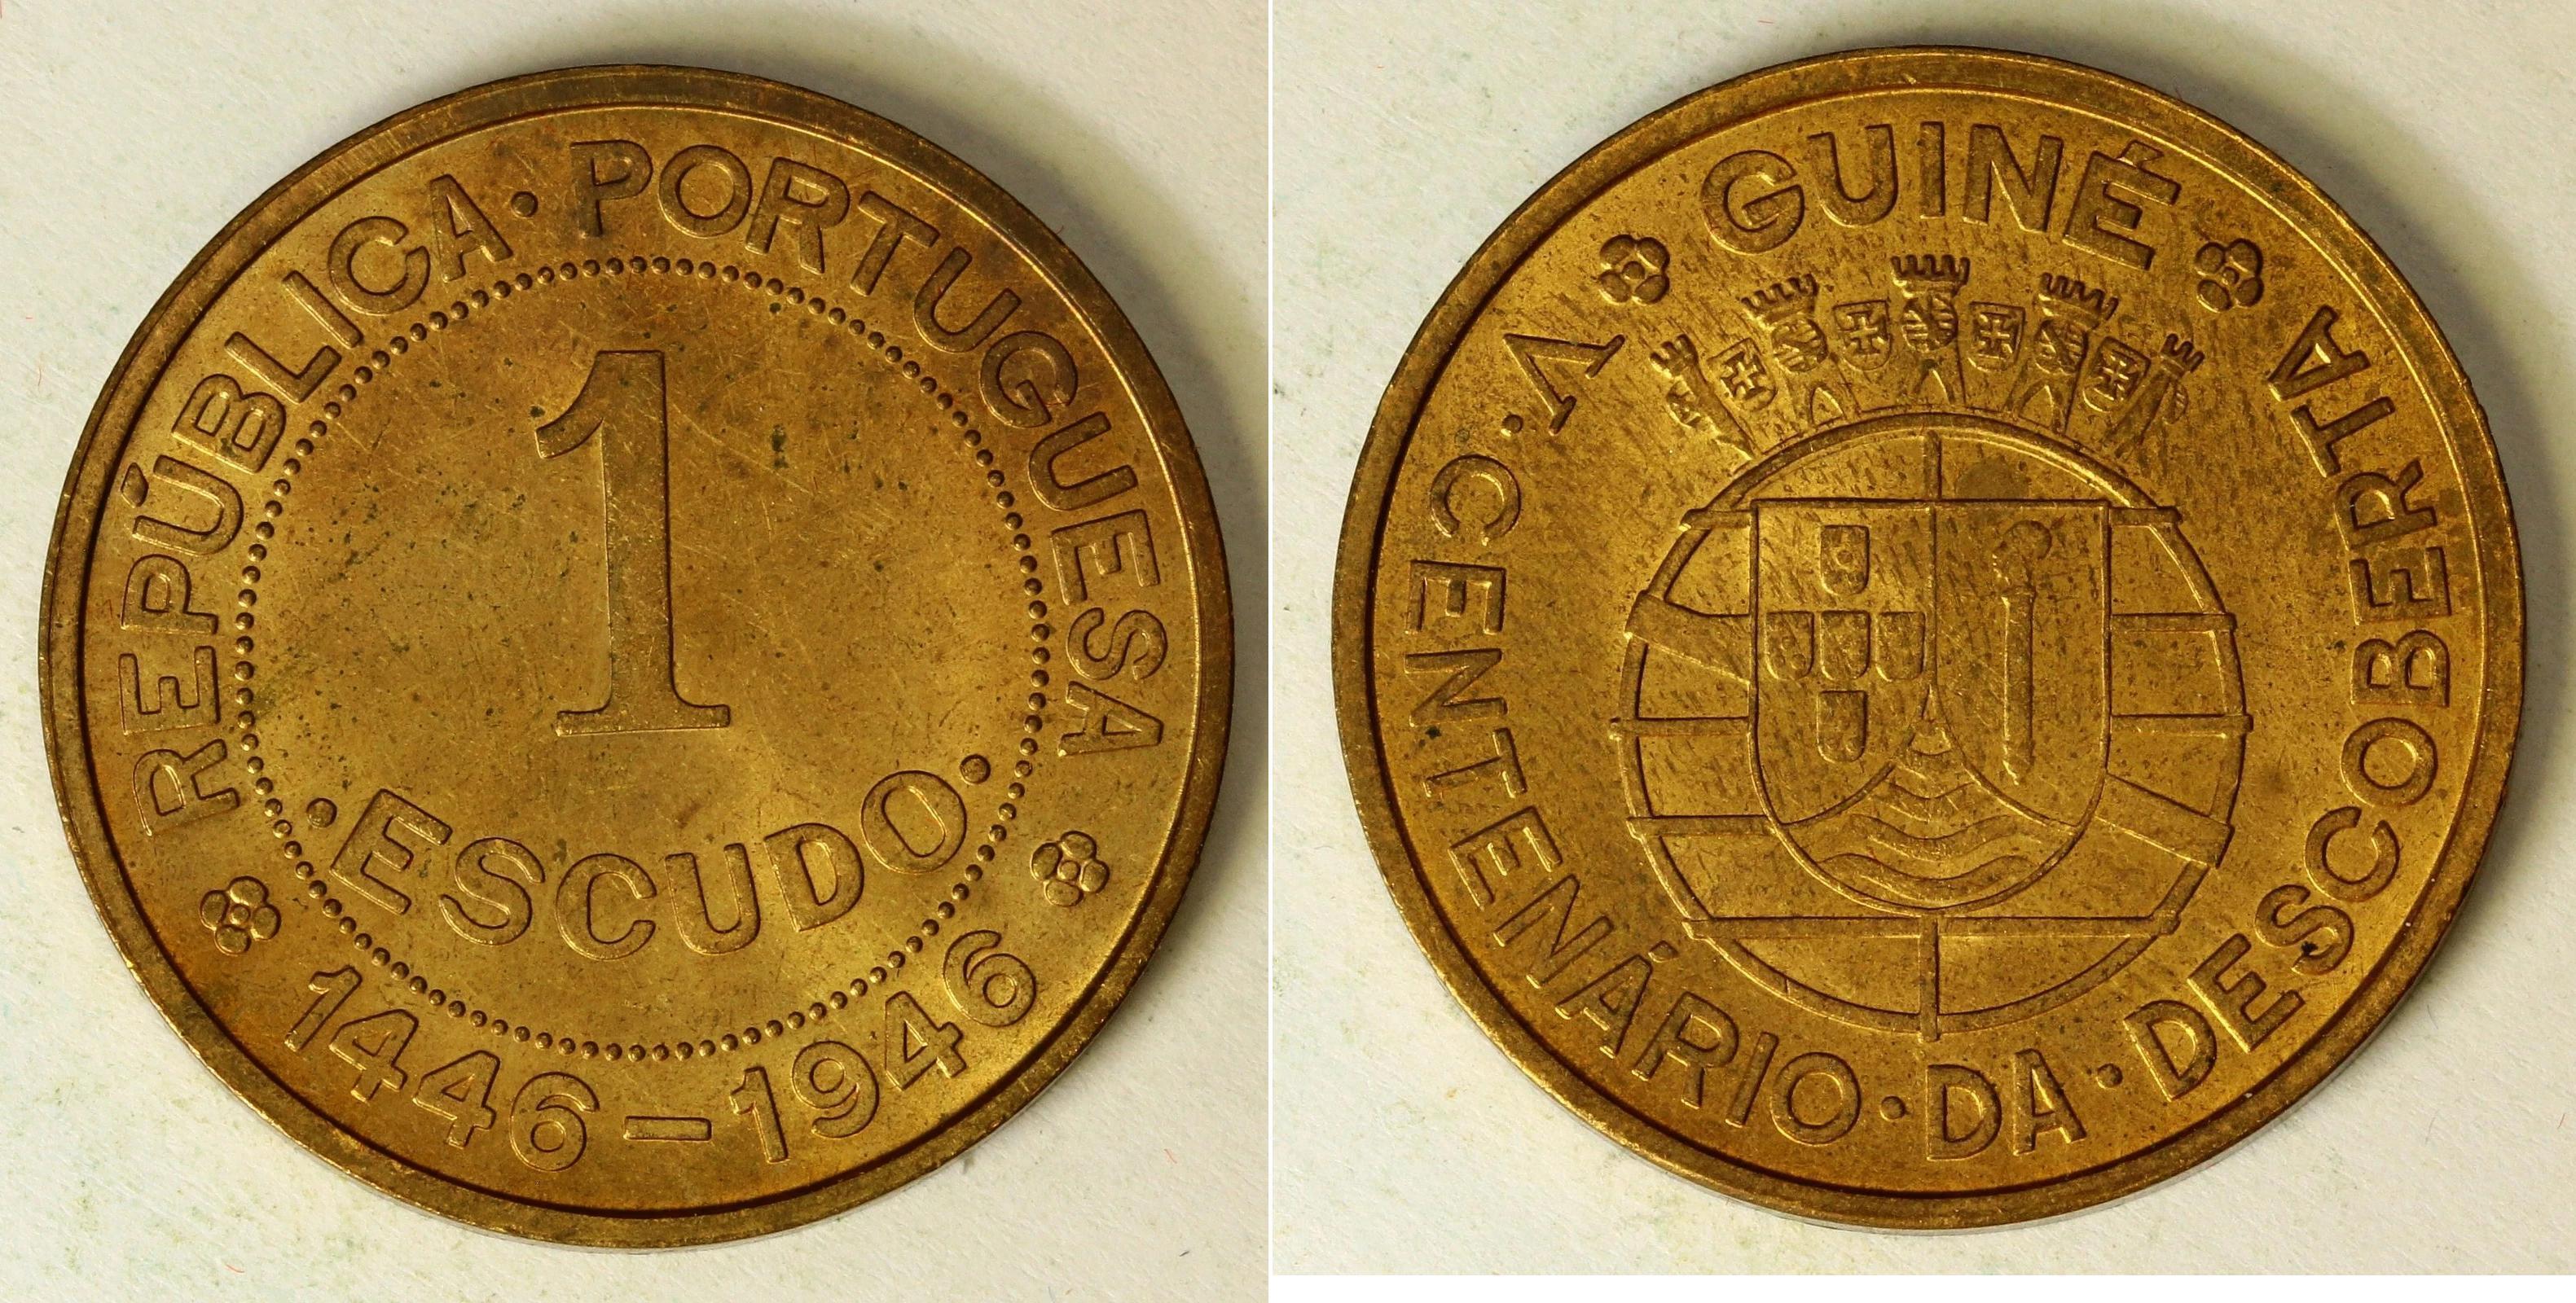 REPÚBLICA · PORTUGUESA
1
· ESCUDO ·
1446 – 1946
GUINÉ
V · CENTENÁRIO · DA · DESCOBERTA